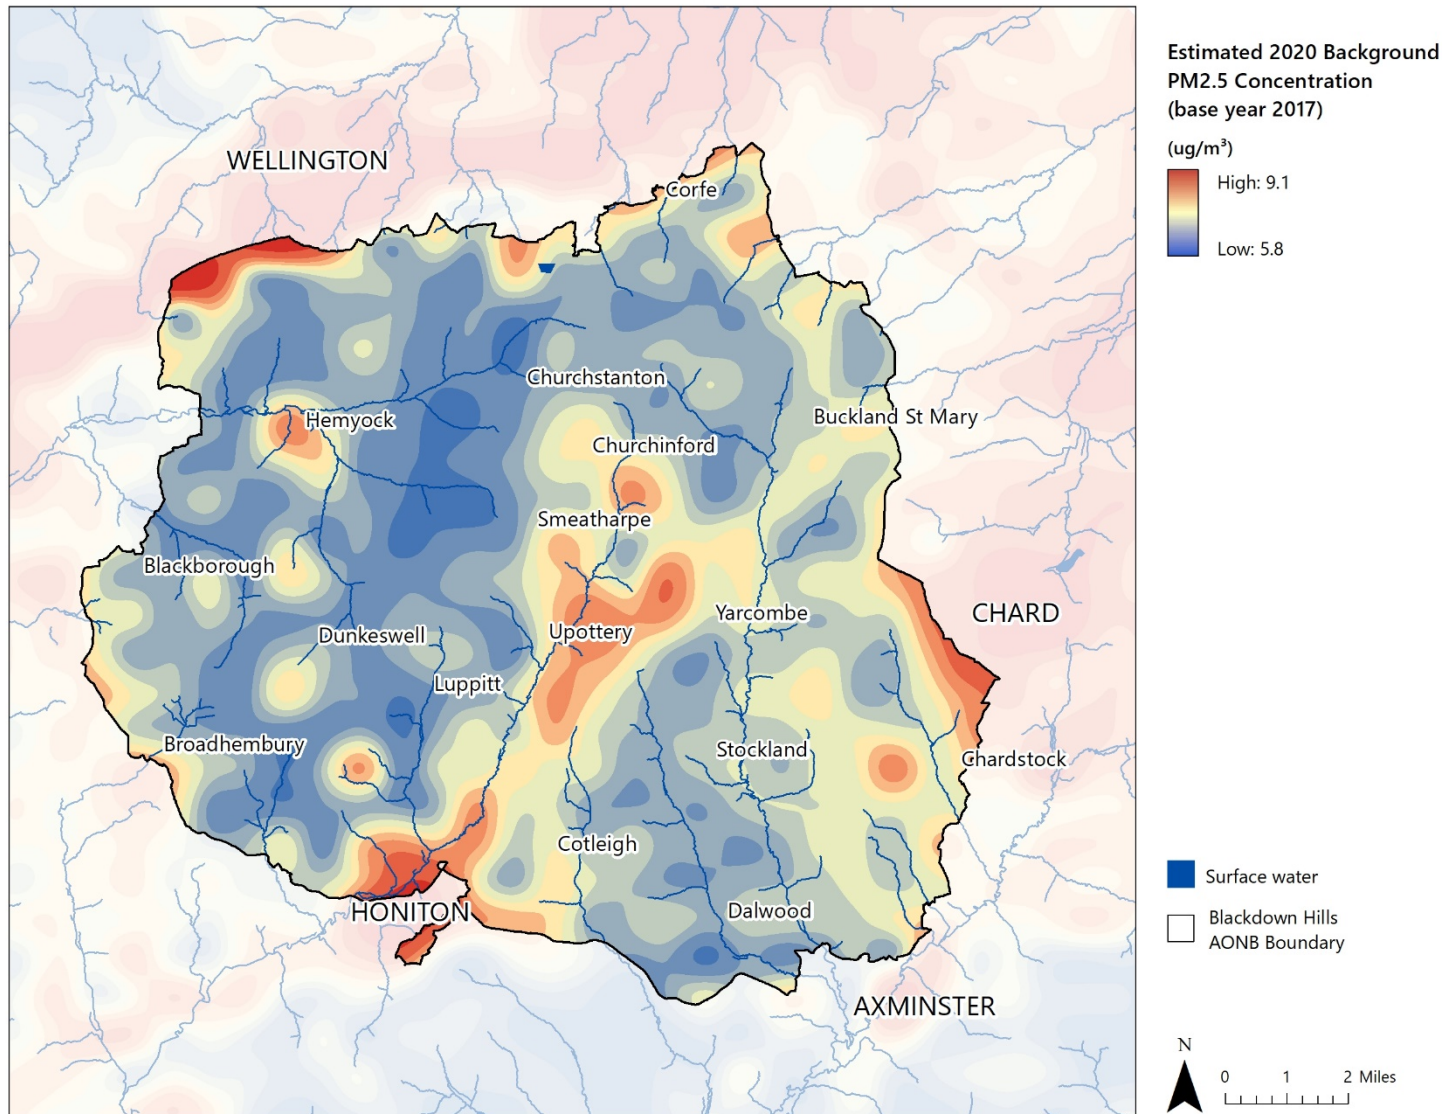 Estimated 2020 Background
PM2.5 Concentration
(base year 2017)
(ug/m³)
High: 9.1
Low: 5.8
WELLINGTON
Corfe
Churchstanton
Hemyock
Buckland St Mary
Churchinford
Smeatharpe
Blackborough
CHARD
Yarcombe
Dunkeswell
Upottery
Luppitt
Broadhembury
Stockland
Chardstock
Cotleigh
HONITON
Dalwood
AXMINSTER
Surface water
Blackdown Hills
AONB Boundary
N
0 1 2 Miles